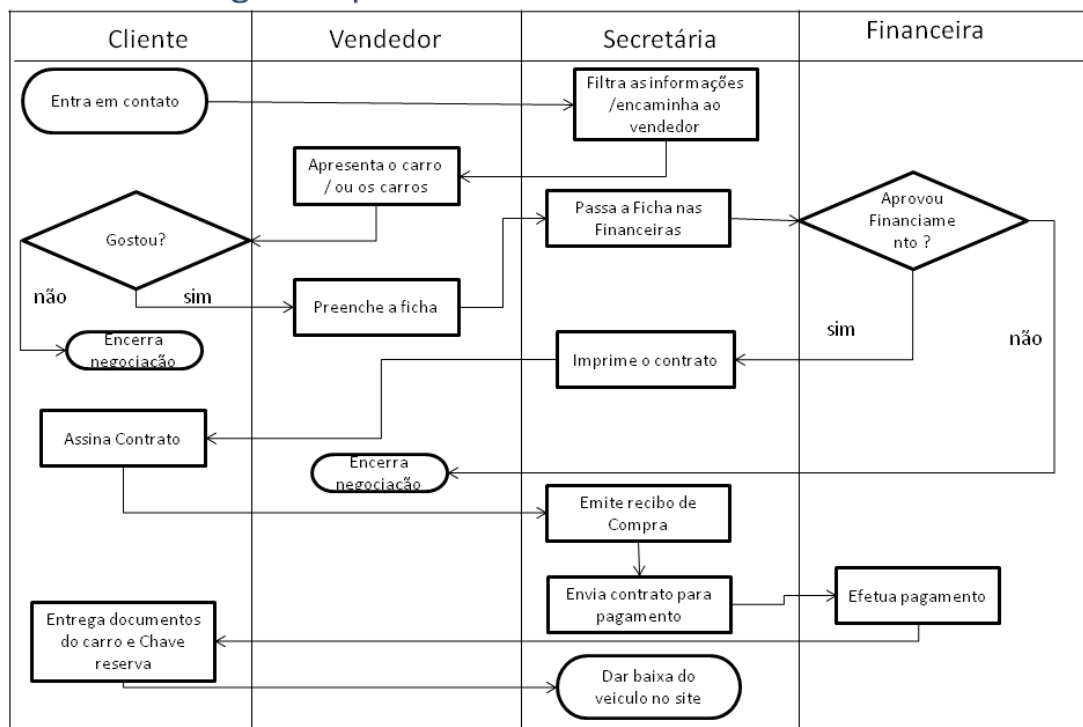 Cliente
Vendedor
Secretária
Financeira
Entra em contato
Filtra as informações
/encaminha ao
vendedor
Apresenta o carro
/ ou os carros
Gostou?
Passa a Ficha nas
Financeiras
Aprovou
Financiame
nto ?
não
sim
Preenche a ficha
Encerra
negociação
sim
não
Imprime o contrato
Assina Contrato
Encerra
negociação
Emite recibo de
Compra
Envia contrato para
pagamento
Efetua pagamento
Entrega documentos
do carro e Chave
reserva
Dar baixa do
veiculo no site